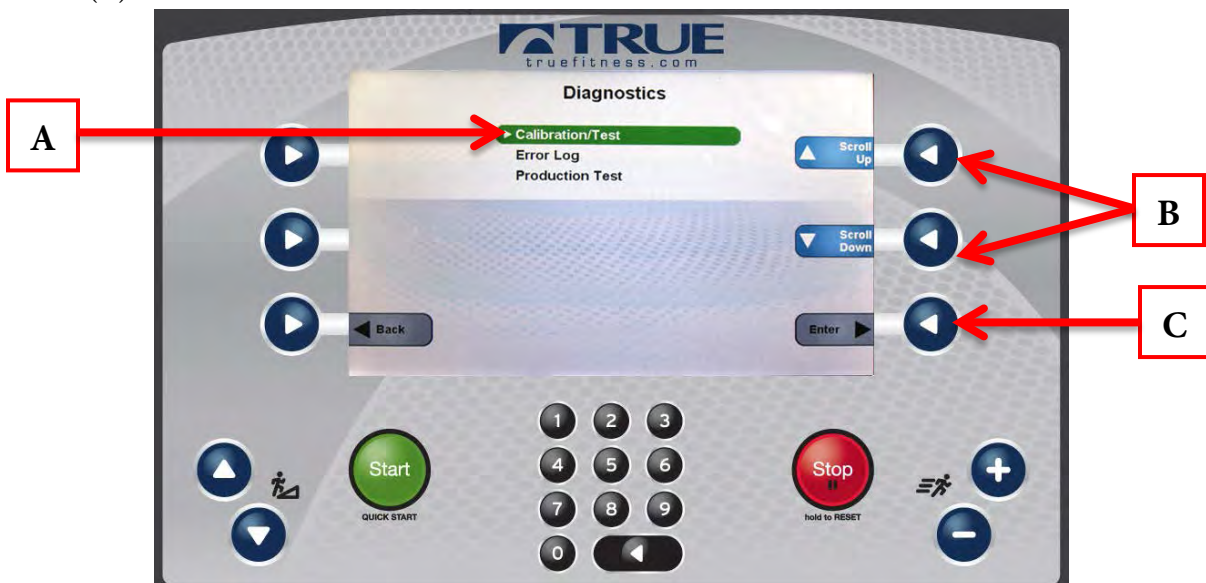 TRUE
truefitness.com
Diagnostics
A
Calibration/Test
Error Log
Production Test
Scroll
Up
B
Scroll
Down
Back
Enter
C
1 2 3
4 5 6
7 8 9
0
Start
QUICK START
Stop
hold to RESET